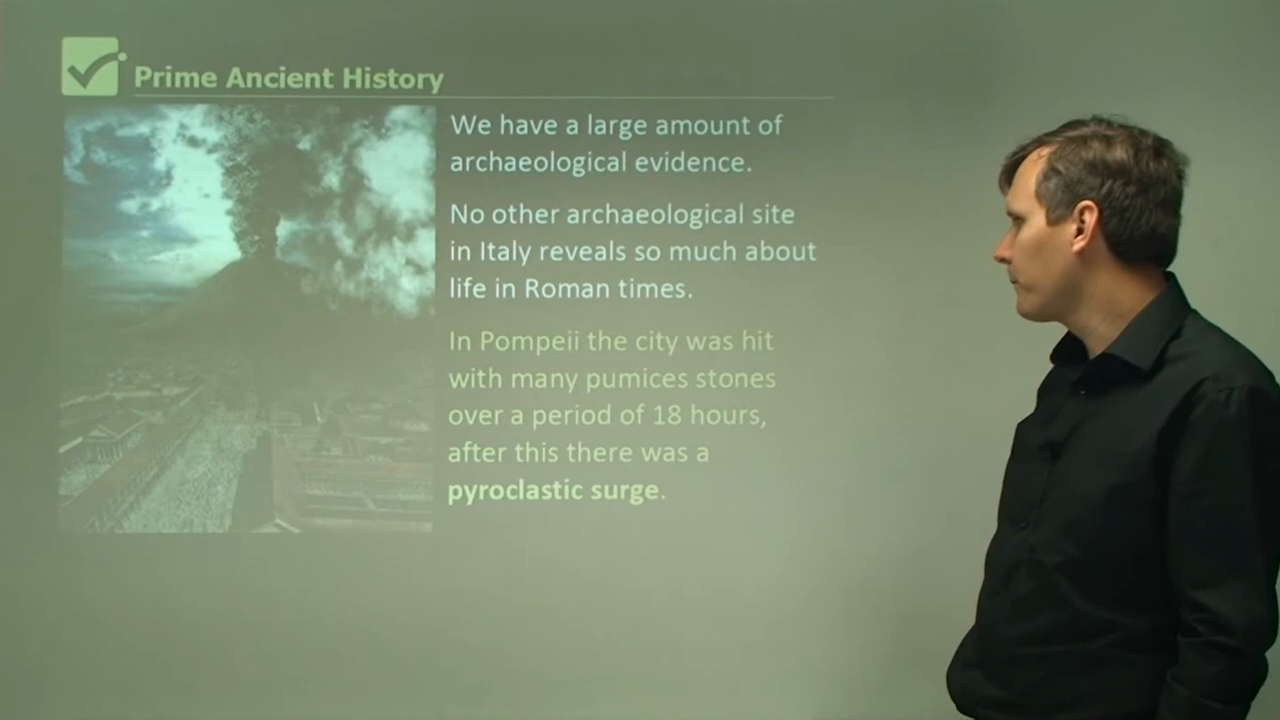 Prime Ancient History
We have a large amount of
archaeological evidence.
No other archaeological site
in Italy reveals so much about
life in Roman times.
In Pompeii the city was hit
with many pumices stones
over a period of 18 hours,
after this there was a
pyroclastic surge.